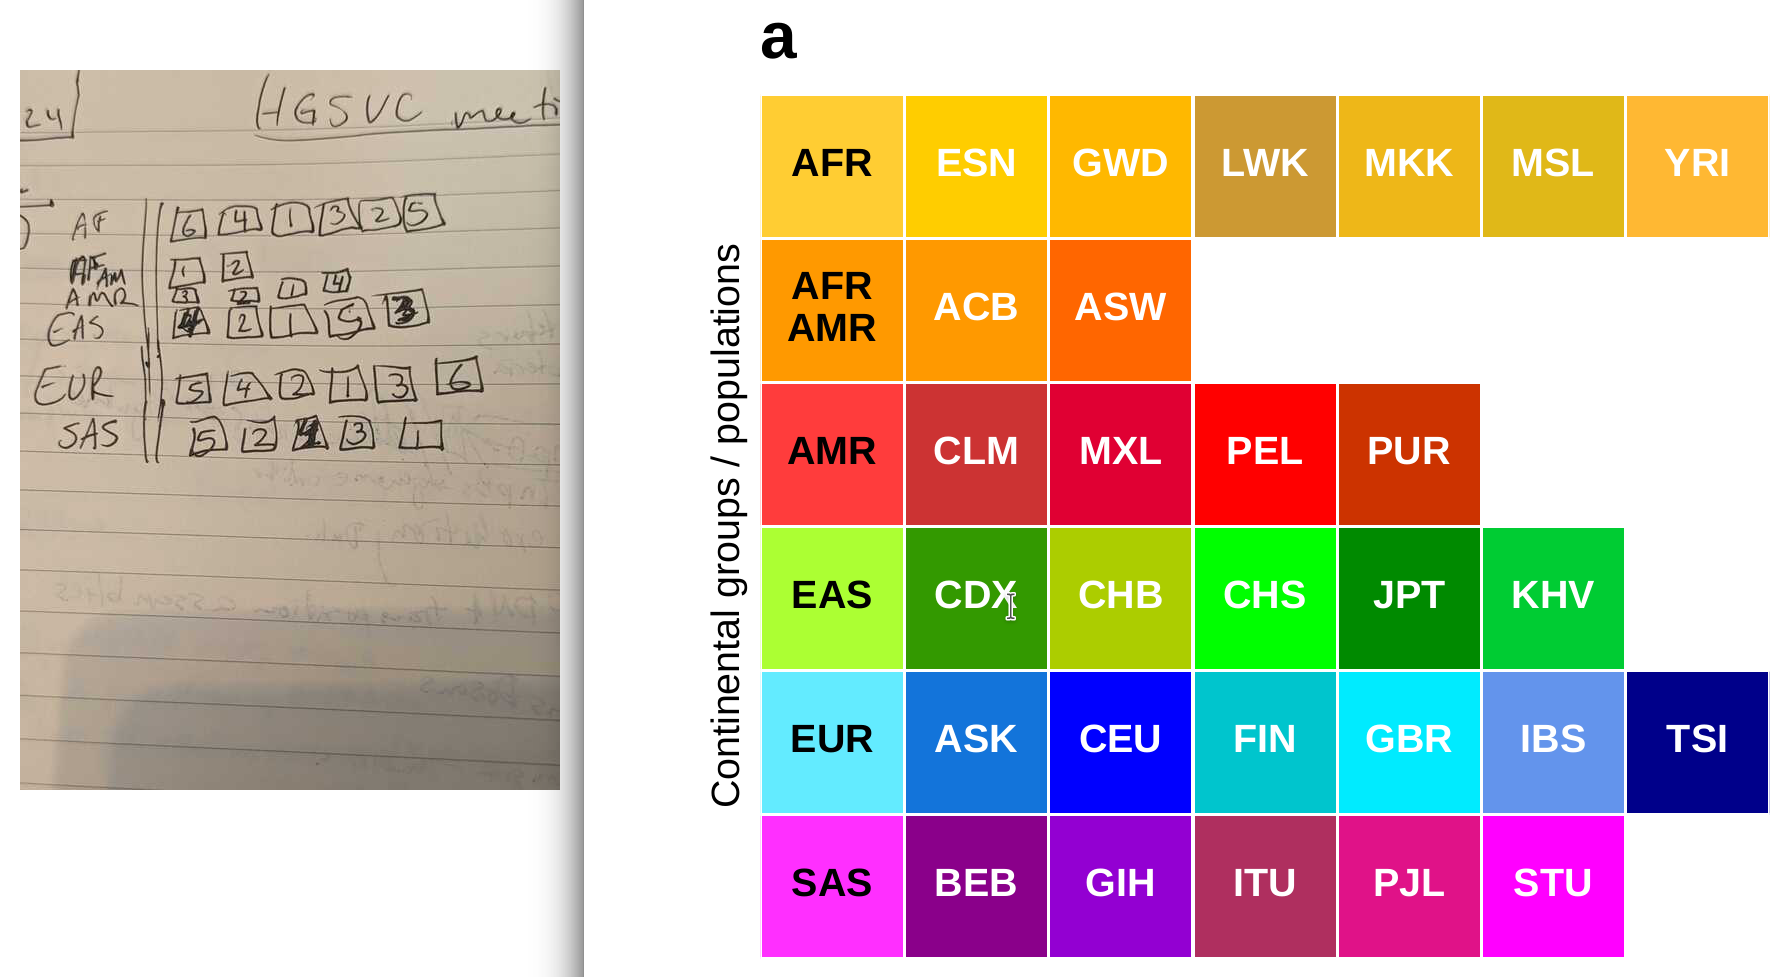 24
HGSVC meeti
AF 6 4 1 3 2 5
AFAM 1 2
AMR 3 2 1 4
EAS 4 2 1 5 3
EUR 5 4 2 1 3 6
SAS 5 2 4 3 1
a
Continental groups / populations
AFR ESN GWD LWK MKK MSL YRI
AFR AMR ACB ASW
AMR CLM MXL PEL PUR
EAS CDX CHB CHS JPT KHV
EUR ASK CEU FIN GBR IBS TSI
SAS BEB GIH ITU PJL STU